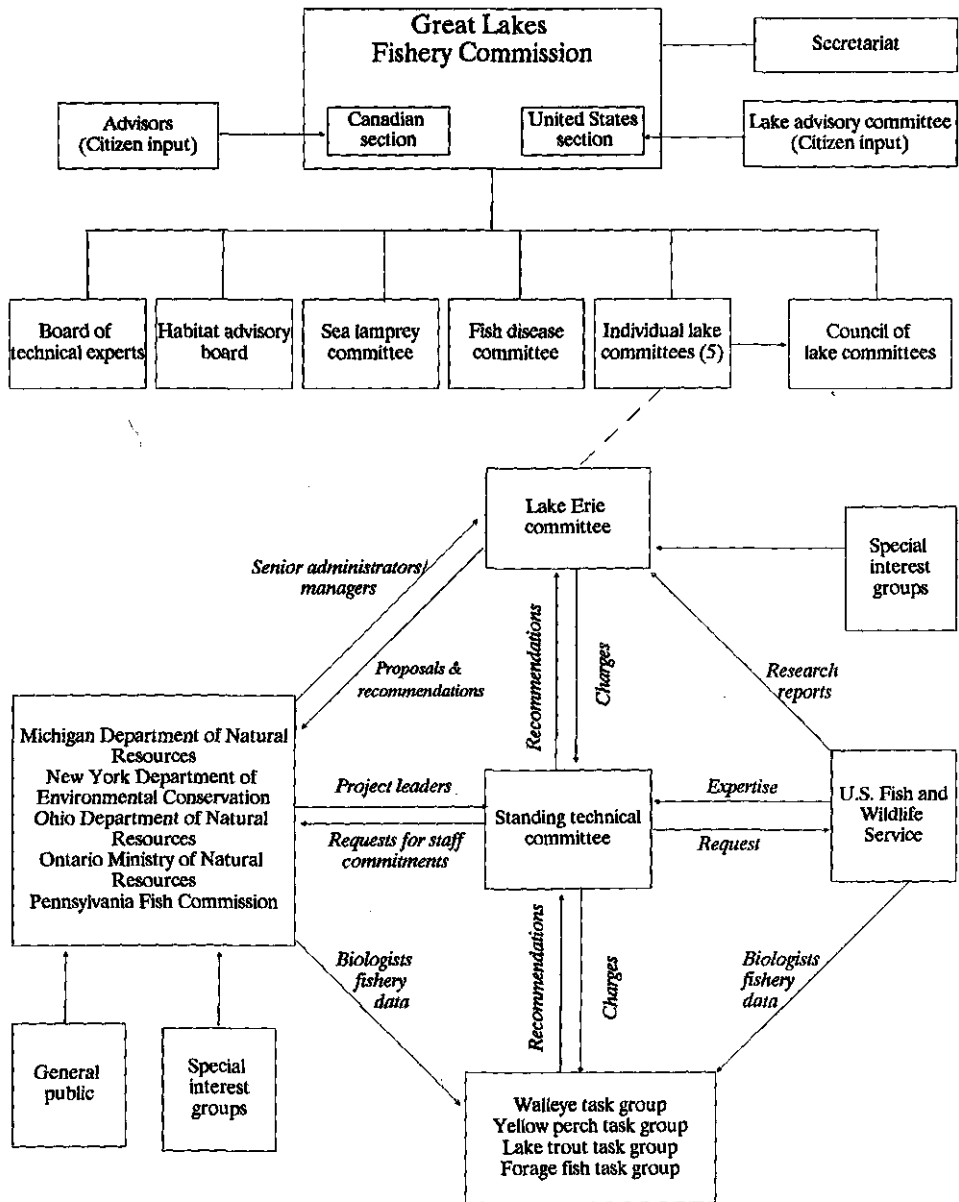 Great Lakes
Fishery Commission
Secretariat
Advisors
(Citizen input)
Canadian
section
United States
section
Lake advisory committee
(Citizen input)
Board of
technical experts
Habitat advisory
board
Sea lamprey
committee
Fish disease
committee
Individual lake
committees (5)
Council of
lake committees
Lake Erie
committee
Special
interest
groups
Senior administrators/
managers
Proposals &
recommendations
Recommendations
Charges
Research
reports
Michigan Department of Natural
Resources
New York Department of
Environmental Conservation
Ohio Department of Natural
Resources
Ontario Ministry of Natural
Resources
Pennsylvania Fish Commission
Project leaders
Requests for staff
commitments
Standing technical
committee
Expertise
Request
U.S. Fish and
Wildlife
Service
Biologists
fishery
data
Recommendations
Charges
Biologists
fishery
data
General
public
Special
interest
groups
Walleye task group
Yellow perch task group
Lake trout task group
Forage fish task group